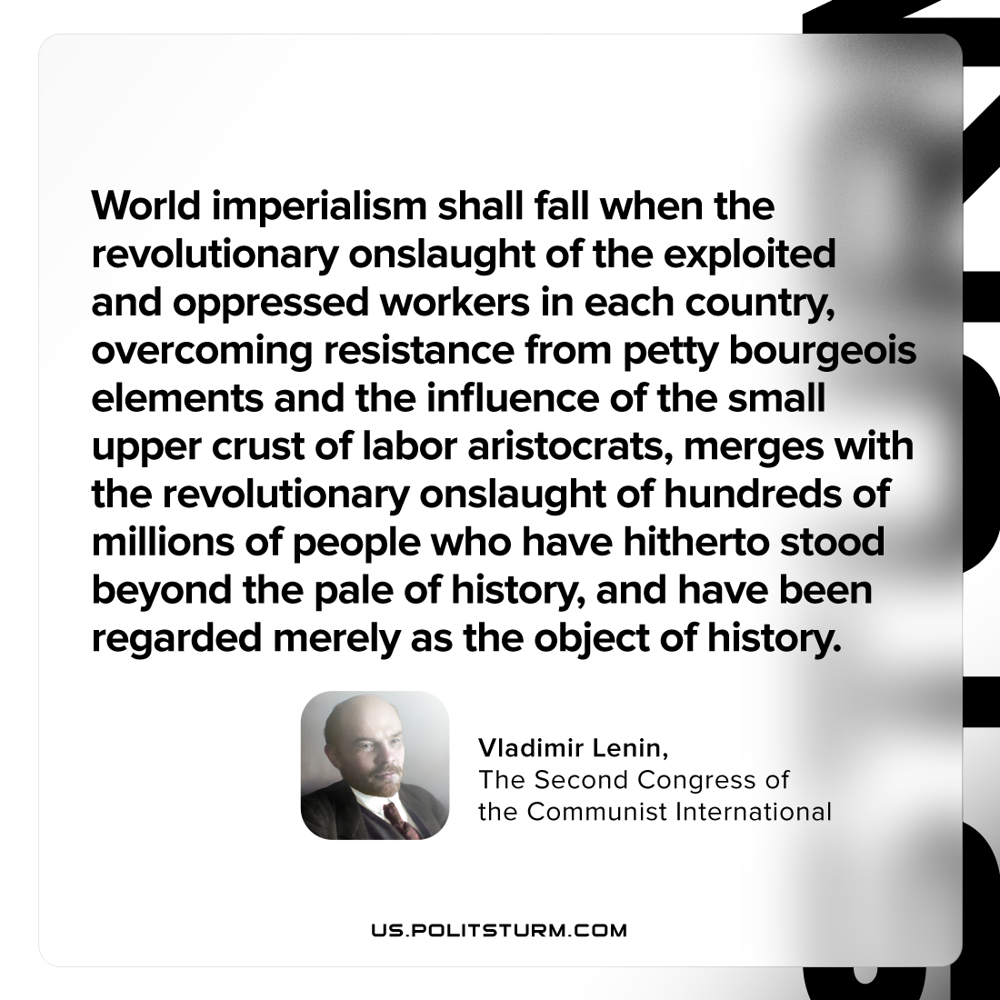 World imperialism shall fall when the
revolutionary onslaught of the exploited
and oppressed workers in each country,
overcoming resistance from petty bourgeois
elements and the influence of the small
upper crust of labor aristocrats, merges with
the revolutionary onslaught of hundreds of
millions of people who have hitherto stood
beyond the pale of history, and have been
regarded merely as the object of history.
Vladimir Lenin,
The Second Congress of
the Communist International
US.POLITSTURM.COM